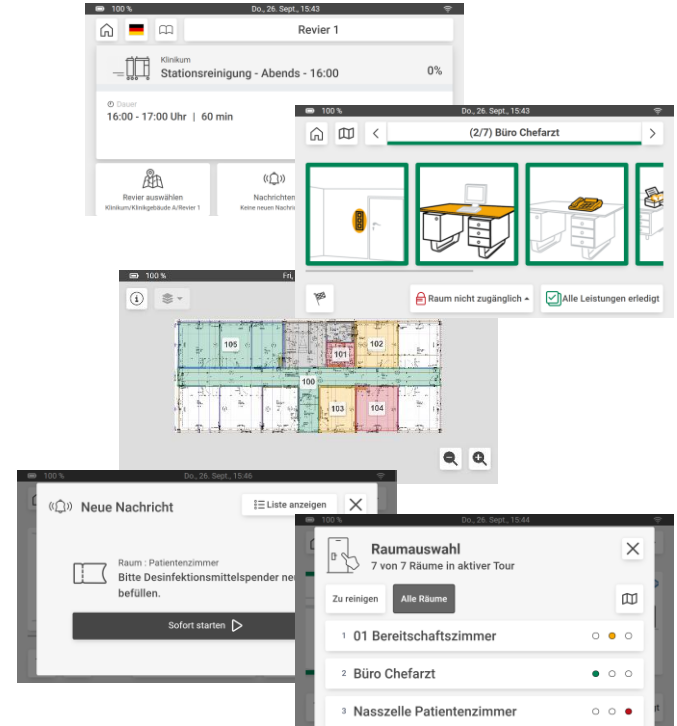 100 %
Do., 26. Sept., 15:43
Revier 1
Klinikum
Stationsreinigung - Abends - 16:00
0%
Dauer
16:00 - 17:00 Uhr | 60 min
Revier auswählen
Klinikum/Klinikgebäude A/Revier 1
Nachrichten
Keine neuen
100 %
Do., 26. Sept., 15:43
(2/7) Büro Chefarzt
Raum nicht zugänglich
Alle Leistungen erledigt
100 %
Fri,
i
105
101
102
100
103
104
100 %
Do., 26. Sept., 15:46
Neue Nachricht
Liste anzeigen
Raum : Patientenzimmer
Bitte Desinfektionsmittelspender
befüllen.
Sofort starten
100 %
Do., 26. Sept., 15:44
Raumauswahl
7 von 7 Räume in aktiver Tour
Zu reinigen
Alle Räume
1 01 Bereitschaftszimmer
2 Büro Chefarzt
3 Nasszelle Patientenzimmer